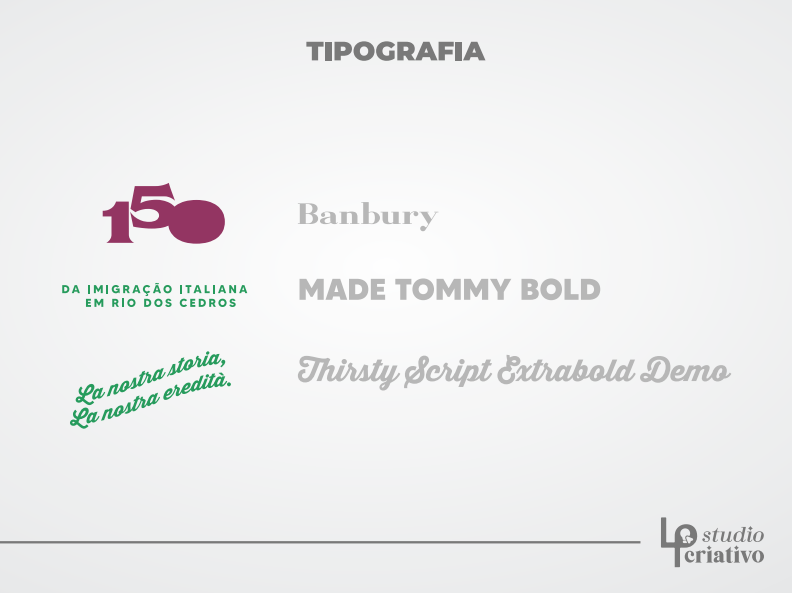 TIPOGRAFIA
150
Banbury
DA IMIGRAÇÃO ITALIANA
EM RIO DOS CEDROS
MADE TOMMY BOLD
La nostra storia,
La nostra eredità.
Thirsty Script Extrabold Demo
LP studio
criativo